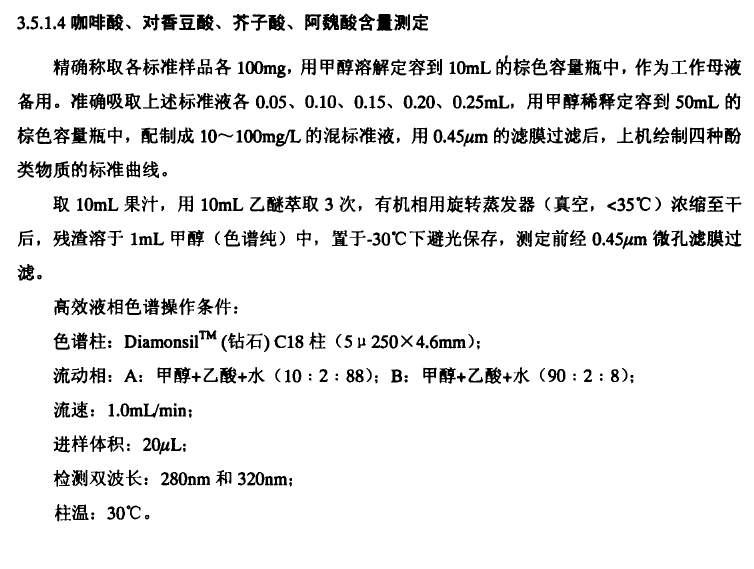 3.5.1.4 咖啡酸、对香豆酸、芥子酸、阿魏酸含量测定
精确称取各标准样品各 100mg，用甲醇溶解定容到 10mL 的棕色容量瓶中，作为工作母液
备用。准确吸取上述标准液各 0.05、0.10、0.15、0.20、0.25mL，用甲醇稀释定容到 50mL 的
棕色容量瓶中，配制成 10～100mg/L 的混标准液，用 0.45μm 的滤膜过滤后，上机绘制四种酚
类物质的标准曲线。
取 10mL 果汁，用 10mL 乙醚萃取 3 次，有机相用旋转蒸发器（真空，<35℃）浓缩至干
后，残渣溶于 1mL 甲醇（色谱纯）中，置于-30℃下避光保存，测定前经 0.45μm 微孔滤膜过
滤。
高效液相色谱操作条件：
色谱柱：Diamonsil™ (钻石) C18 柱（5μ 250×4.6mm）；
流动相：A：甲醇+乙酸+水（10：2：88）；B：甲醇+乙酸+水（90：2：8）；
流速：1.0mL/min；
进样体积：20μL；
检测双波长：280nm 和 320nm；
柱温：30℃。